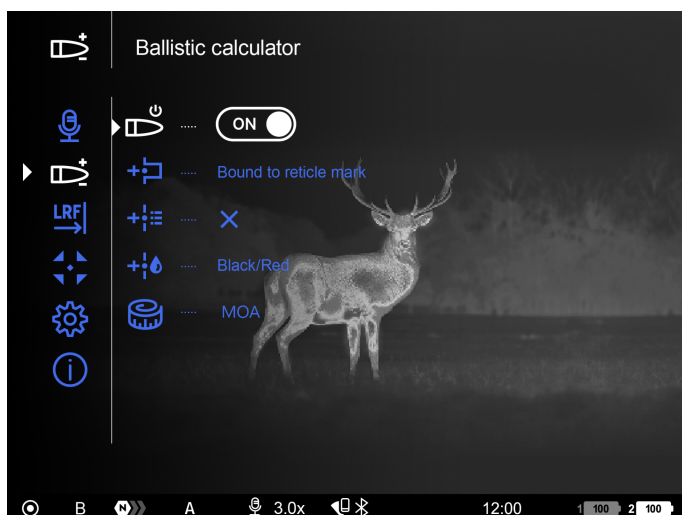 Ballistic calculator
ON
Bound to reticle mark
LRF
Black/Red
MOA
B N A 3.0x 12:00 1 100 2 100